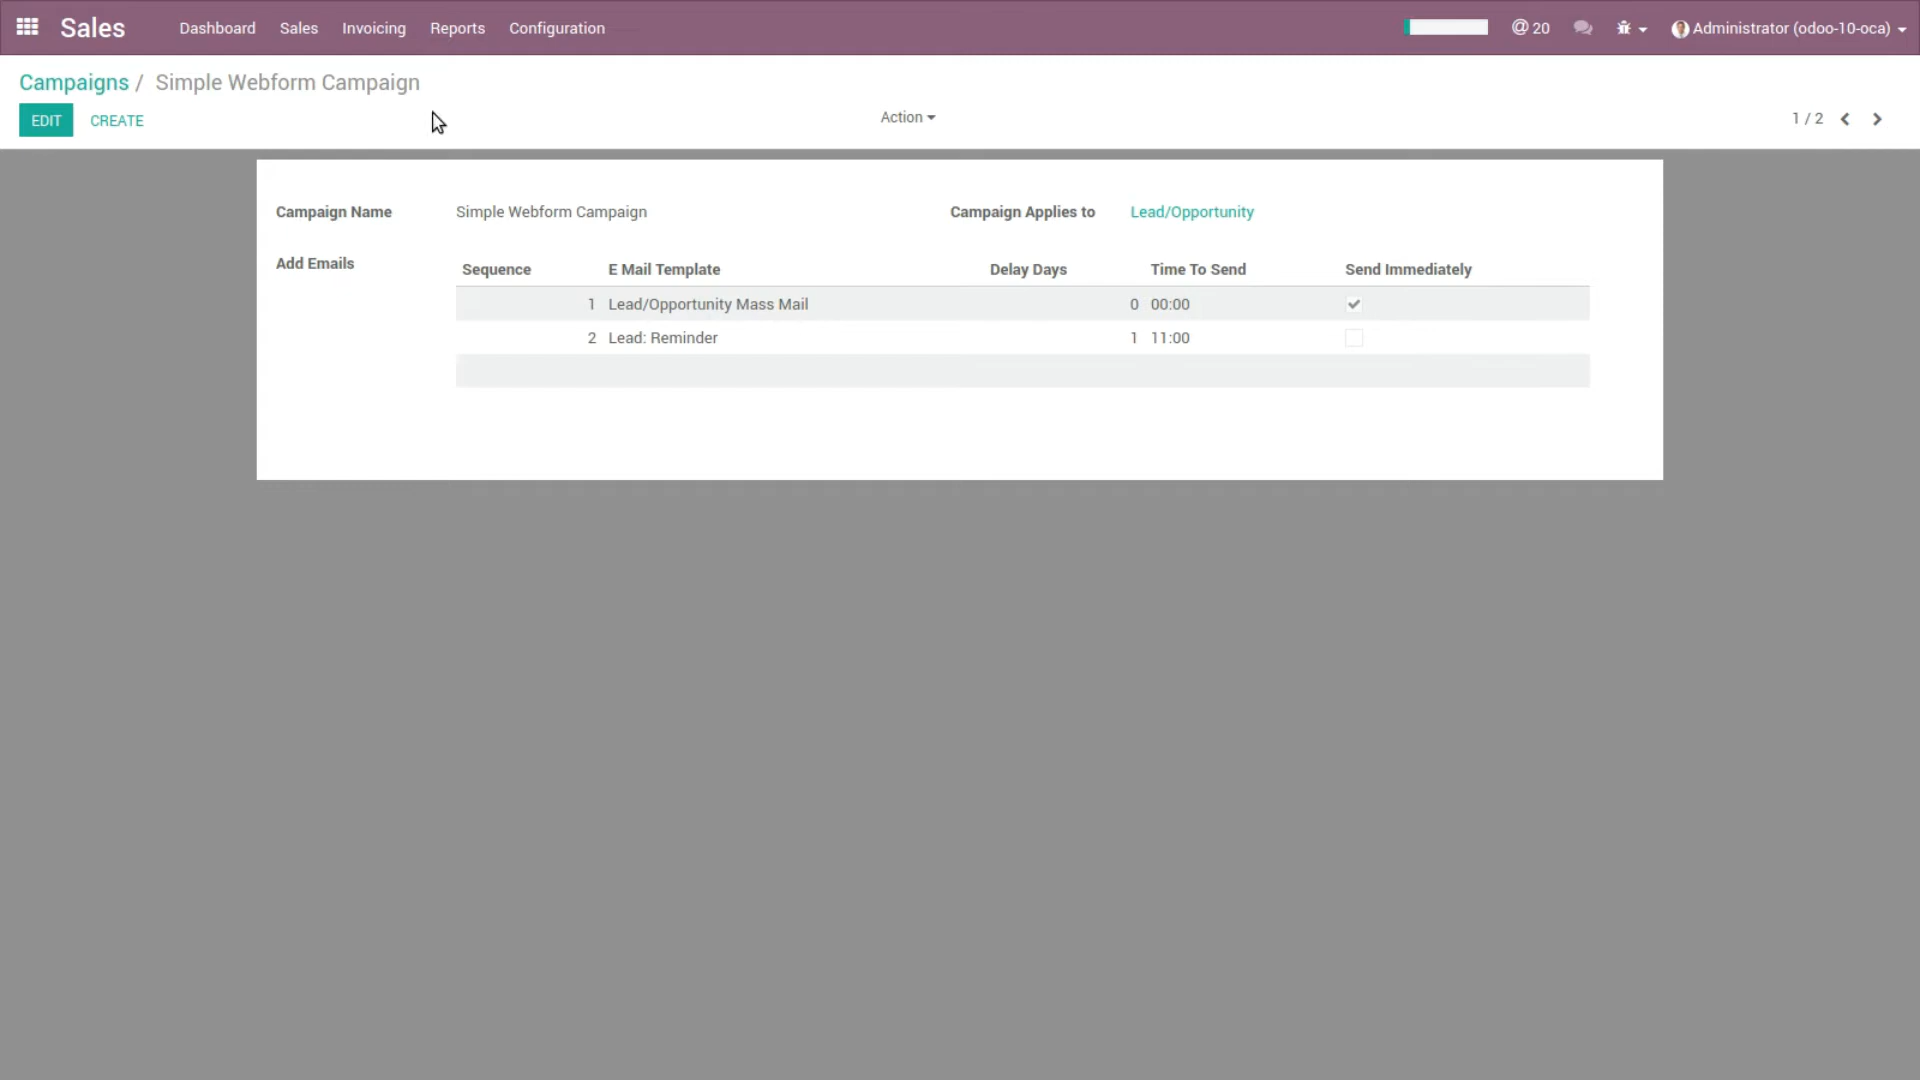 Sales Dashboard Sales Invoicing Reports Configuration @ 20 Administrator (odoo-10-oca)
Campaigns / Simple Webform Campaign
EDIT CREATE Action 1 / 2
Campaign Name Simple Webform Campaign Campaign Applies to Lead/Opportunity
Add Emails
Sequence E Mail Template Delay Days Time To Send Send Immediately
1 Lead/Opportunity Mass Mail 0 00:00
2 Lead: Reminder 1 11:00